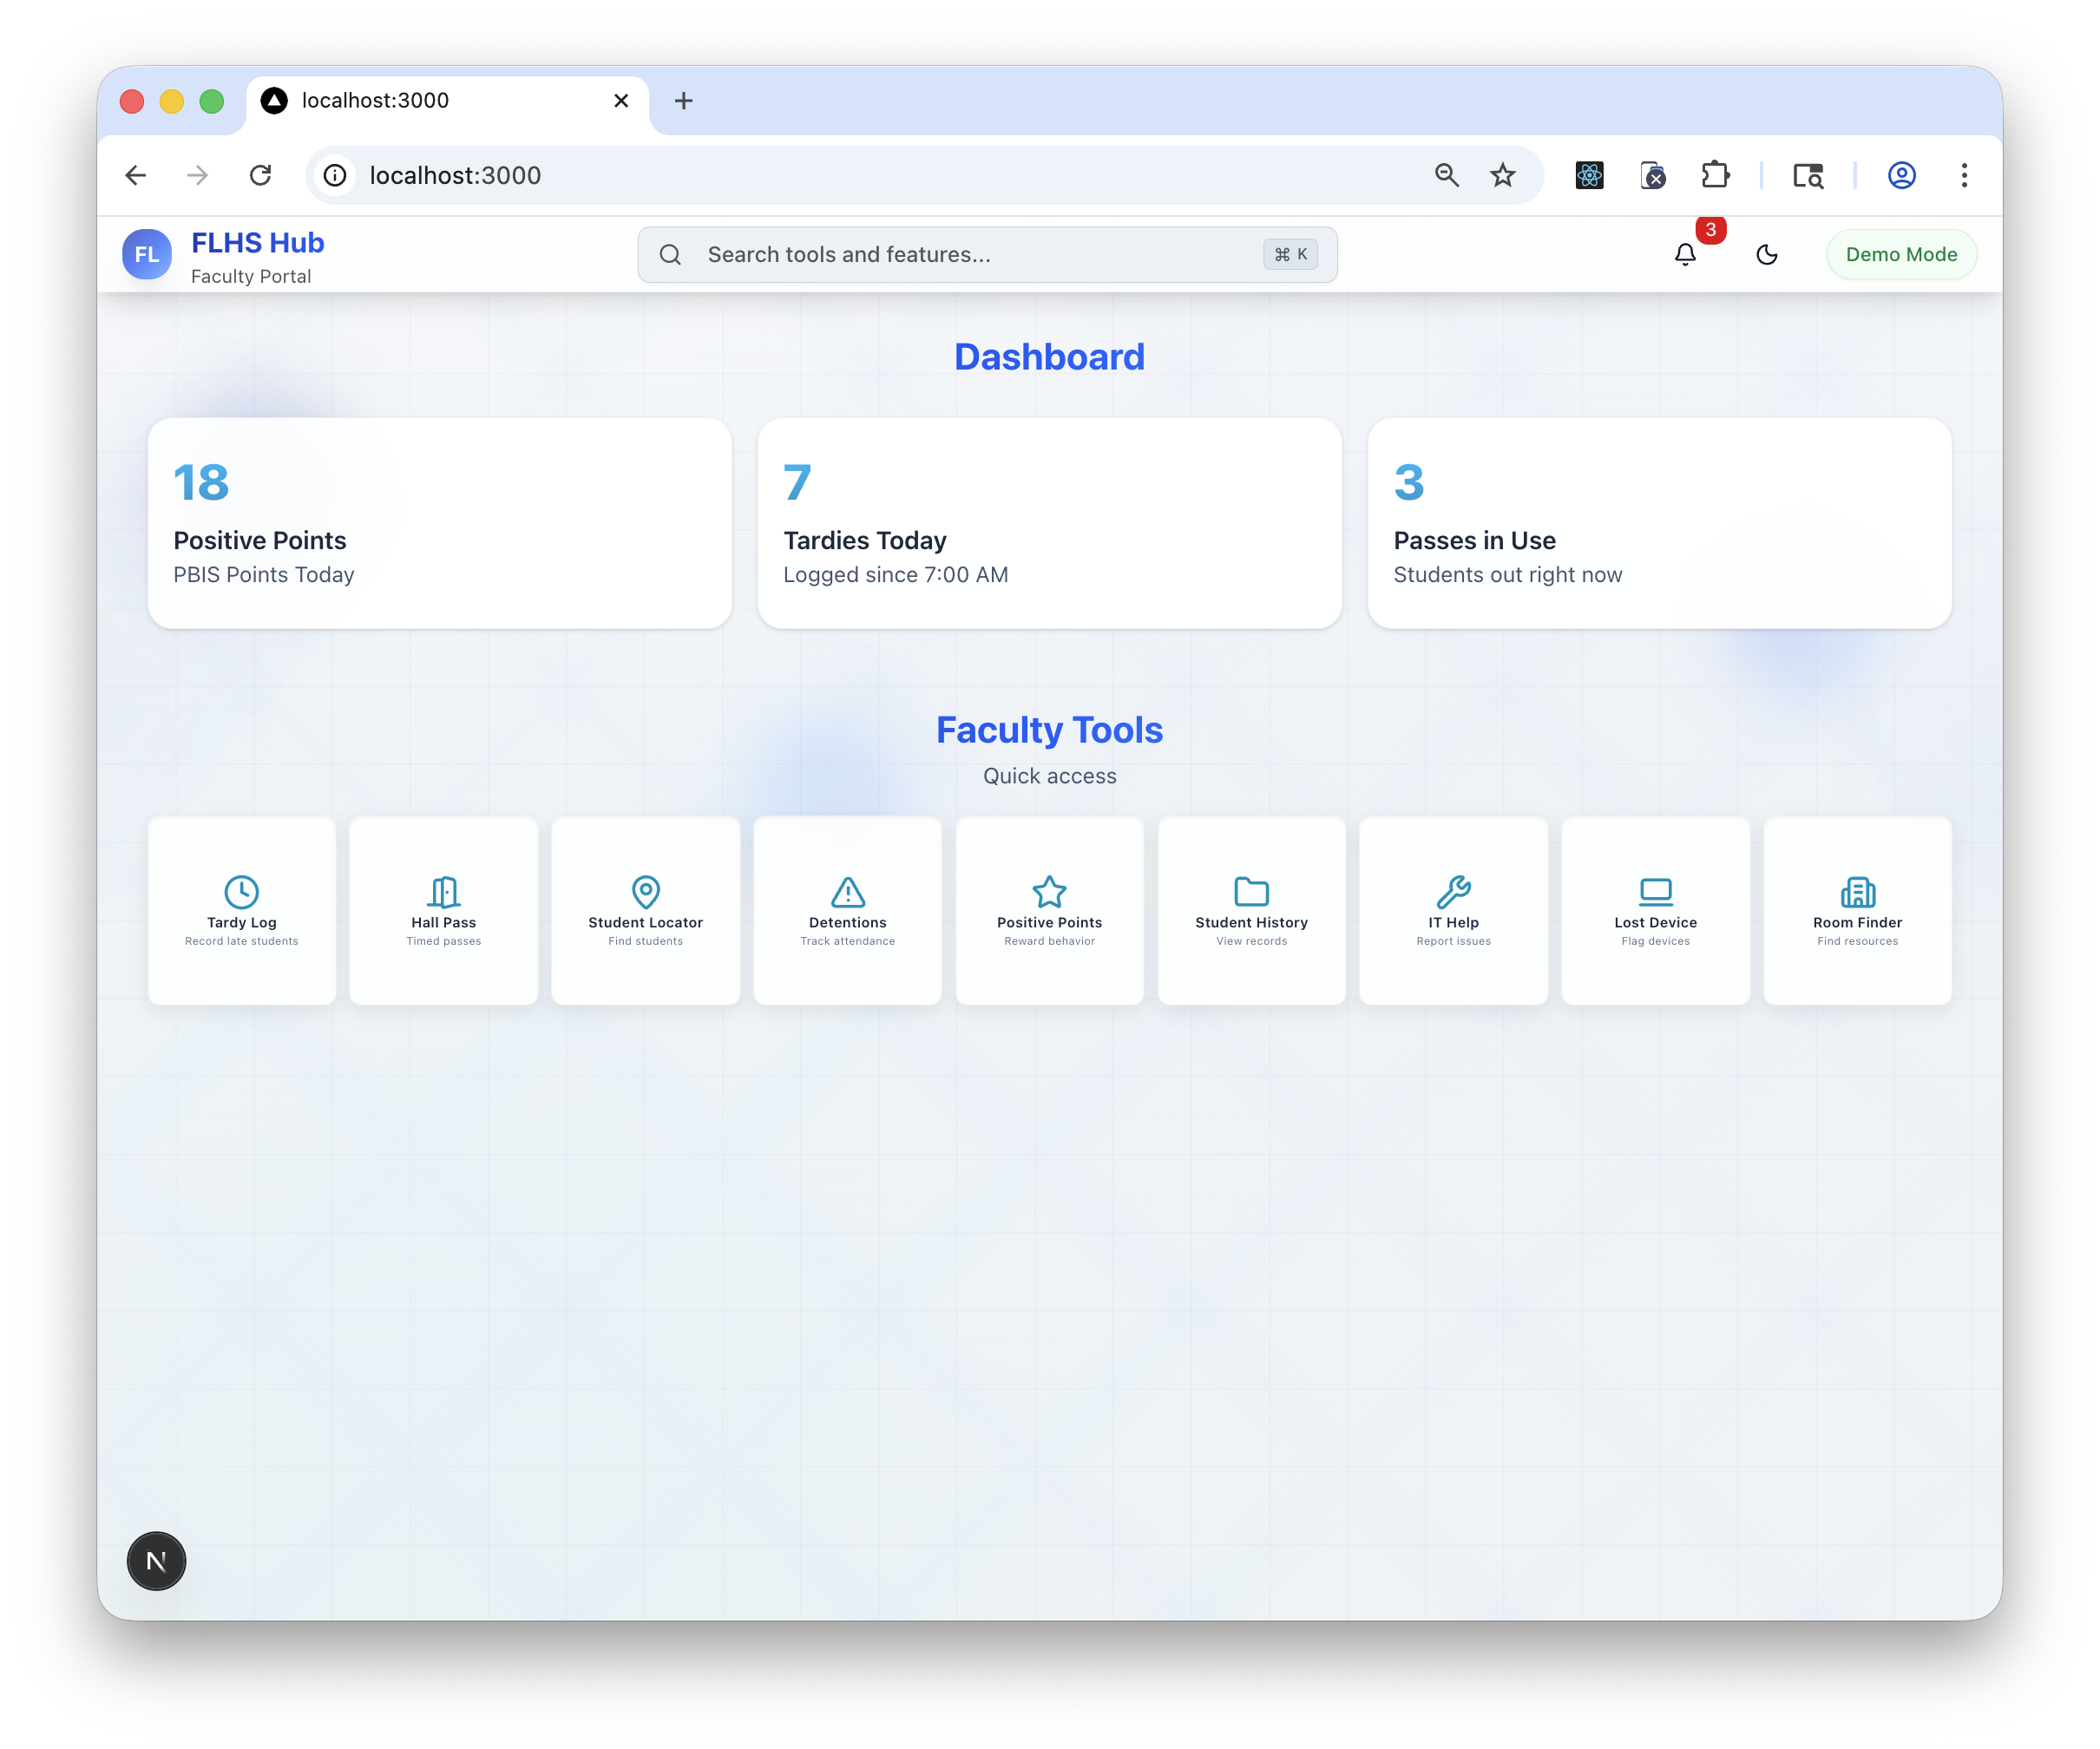 localhost:3000
localhost:3000
FL
FLHS Hub
Faculty Portal
Search tools and features...
⌘ K
3
Demo Mode
Dashboard
18
Positive Points
PBIS Points Today
7
Tardies Today
Logged since 7:00 AM
3
Passes in Use
Students out right now
Faculty Tools
Quick access
Tardy Log
Record late students
Hall Pass
Timed passes
Student Locator
Find students
Detentions
Track attendance
Positive Points
Reward behavior
Student History
View records
IT Help
Report issues
Lost Device
Flag devices
Room Finder
Find resources
N